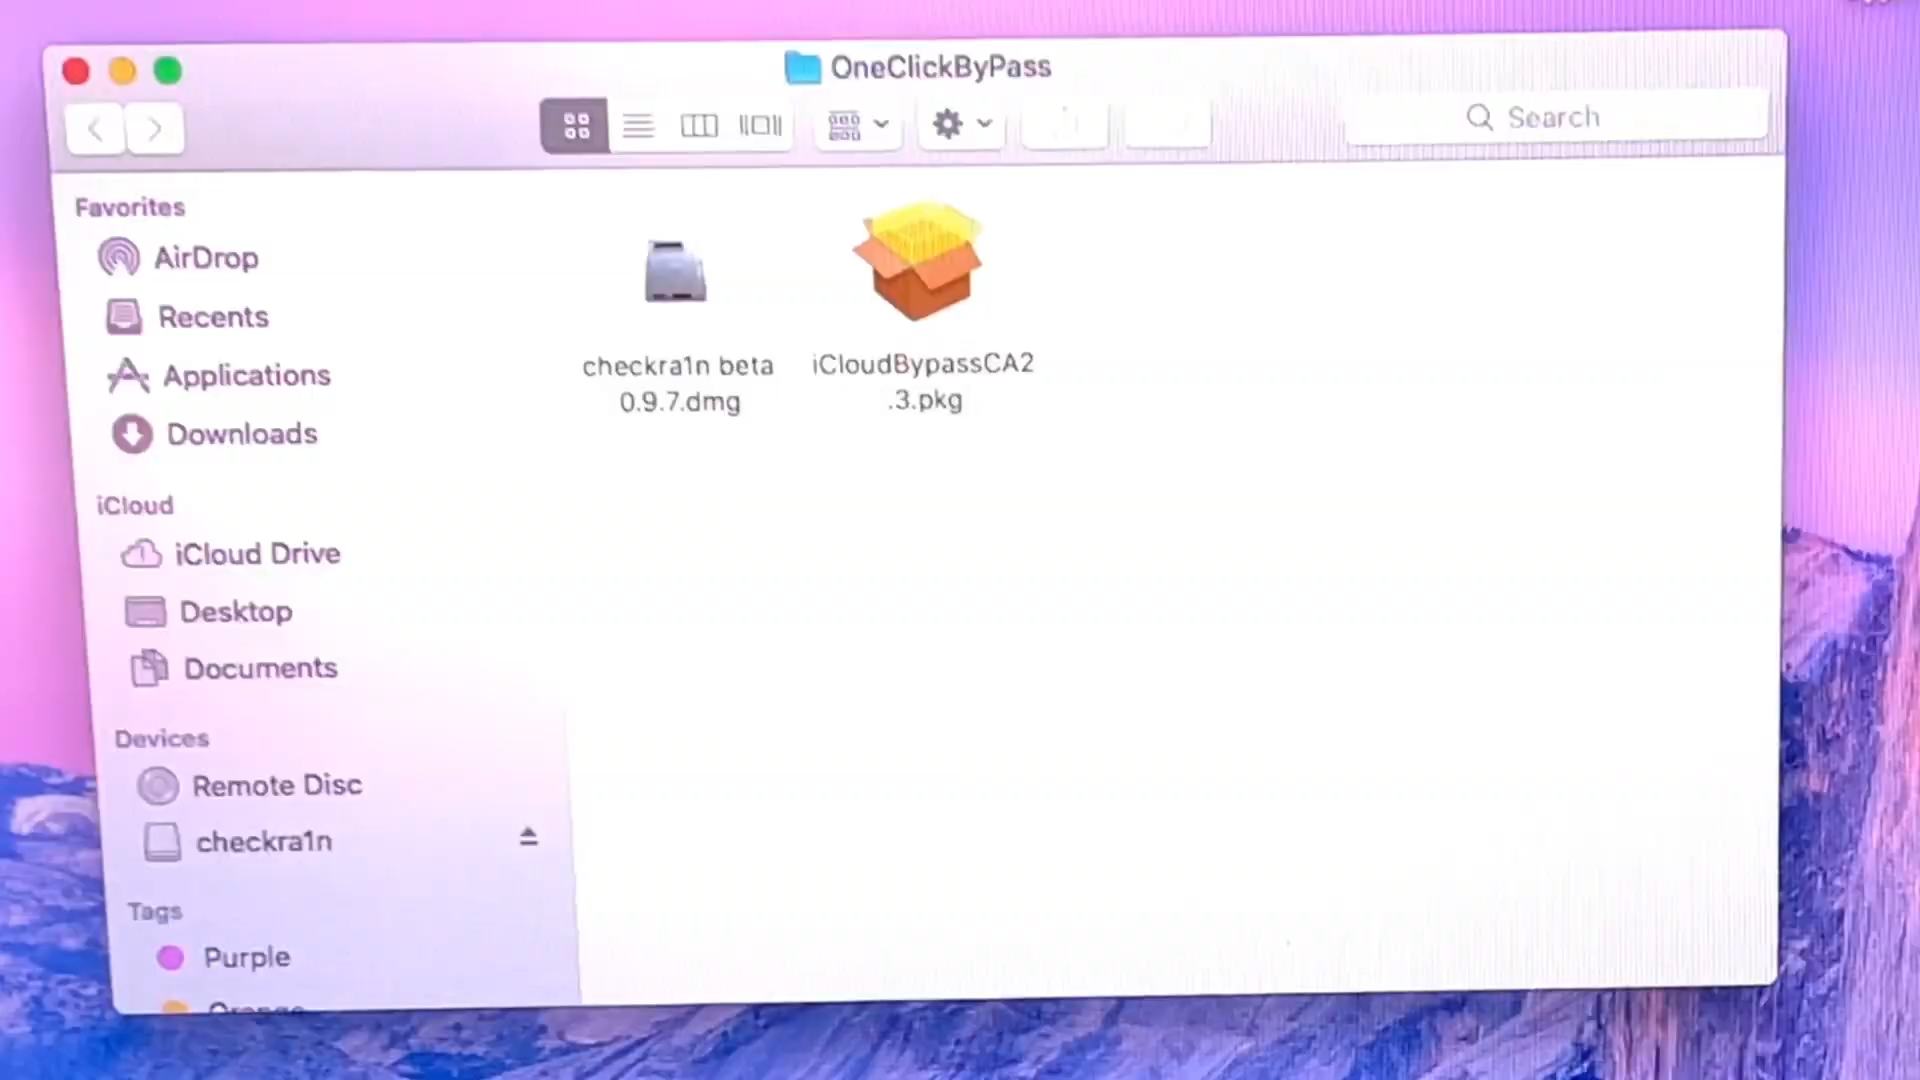 OneClickByPass
Search
Favorites
AirDrop
Recents
Applications
Downloads
iCloud
iCloud Drive
Desktop
Documents
Devices
Remote Disc
checkra1n
Tags
Purple
Orange
checkra1n beta
0.9.7.dmg
iCloudBypassCA2
.3.pkg